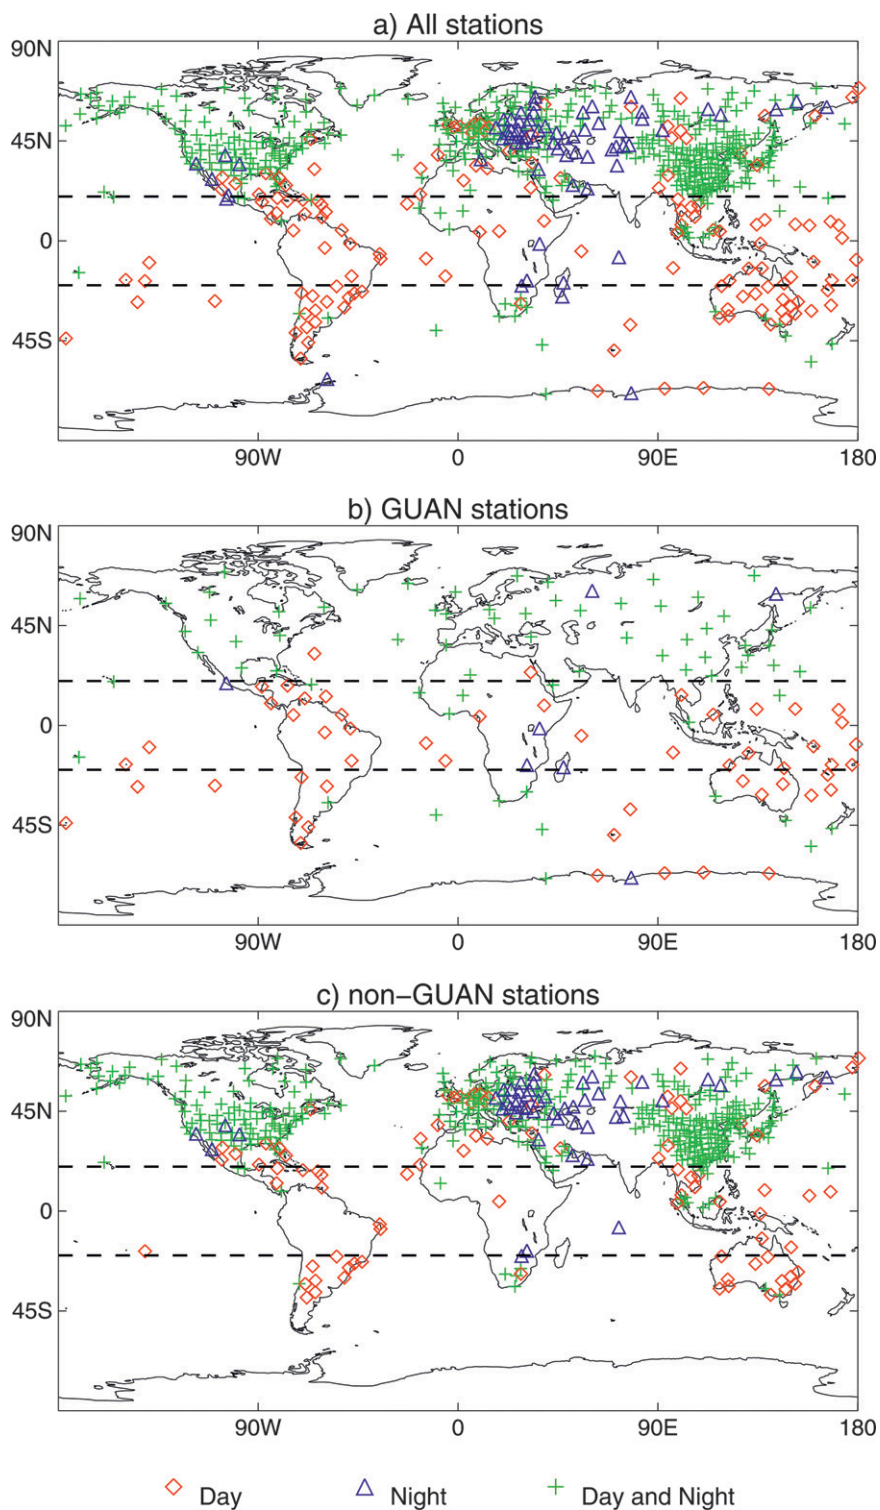 a) All stations
90N
45N
0
45S
90W 0 90E 180
b) GUAN stations
90N
45N
0
45S
90W 0 90E 180
c) non−GUAN stations
90N
45N
0
45S
90W 0 90E 180
Day Night Day and Night